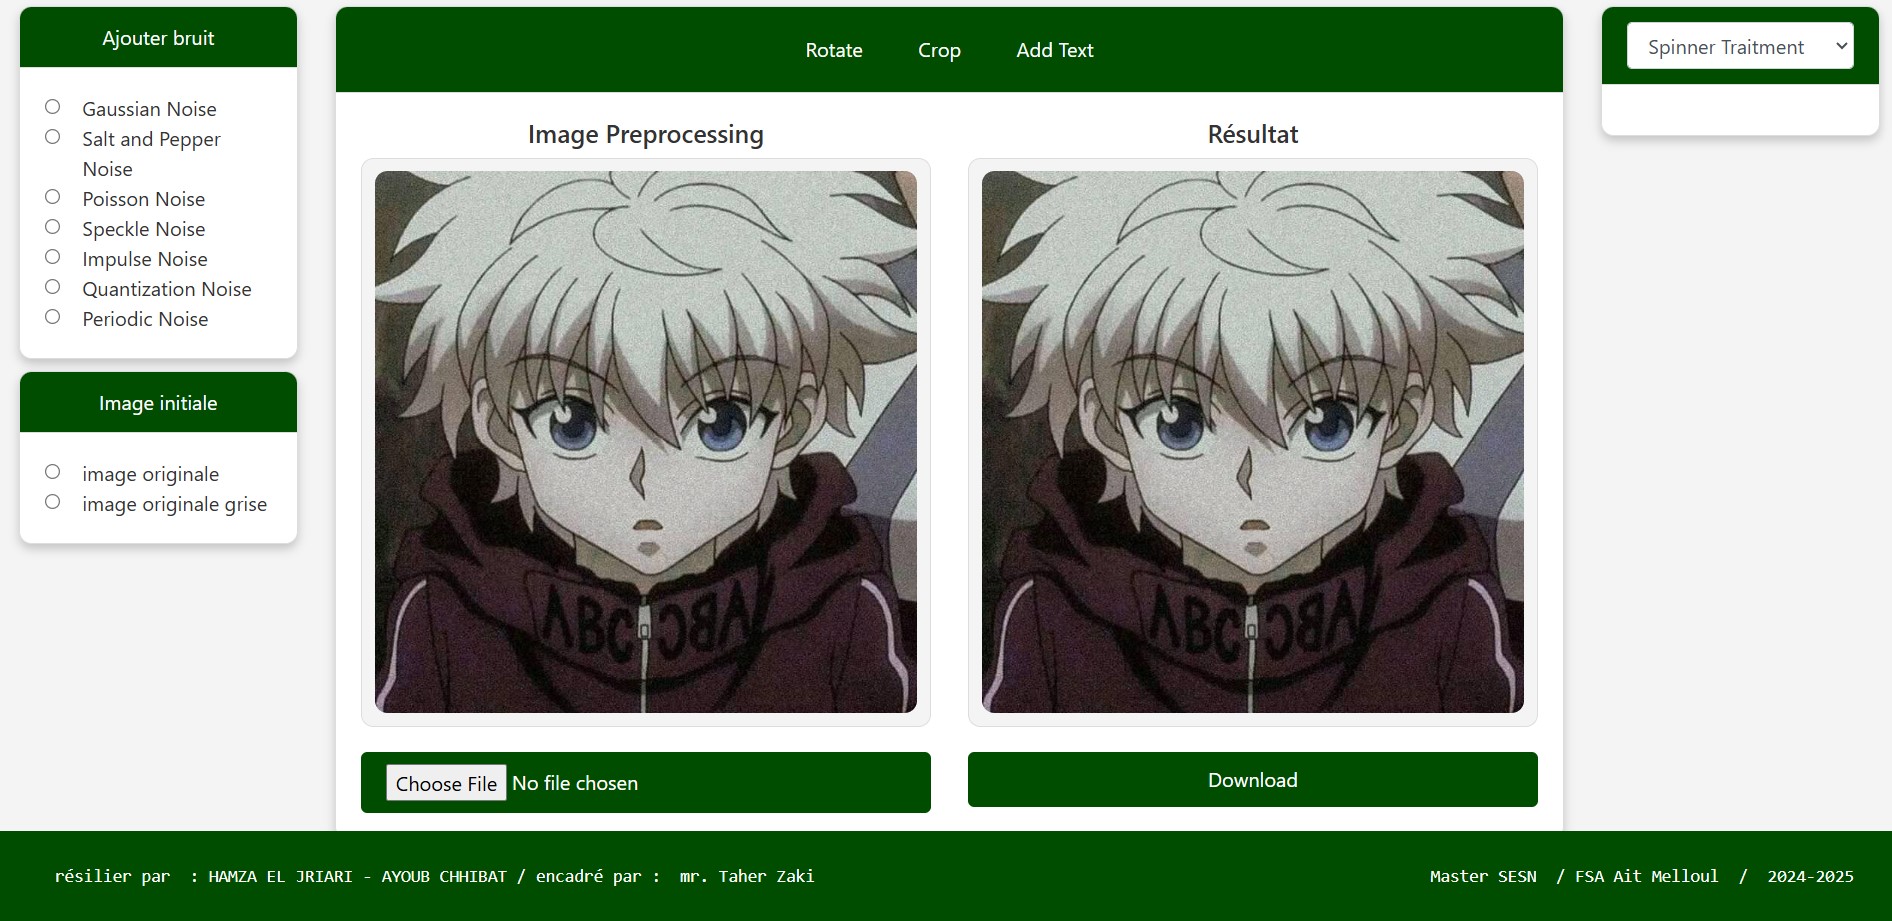 Ajouter bruit
Gaussian Noise
Salt and Pepper
Noise
Poisson Noise
Speckle Noise
Impulse Noise
Quantization Noise
Periodic Noise
Image initiale
image originale
image originale grise
Rotate Crop Add Text
Image Preprocessing
ABC ƆBA
Choose File No file chosen
Résultat
ABC ƆBA
Download
Spinner Traitment
résilier par : HAMZA EL JRIARI - AYOUB CHHIBAT / encadré par : mr. Taher Zaki
Master SESN / FSA Ait Melloul / 2024-2025